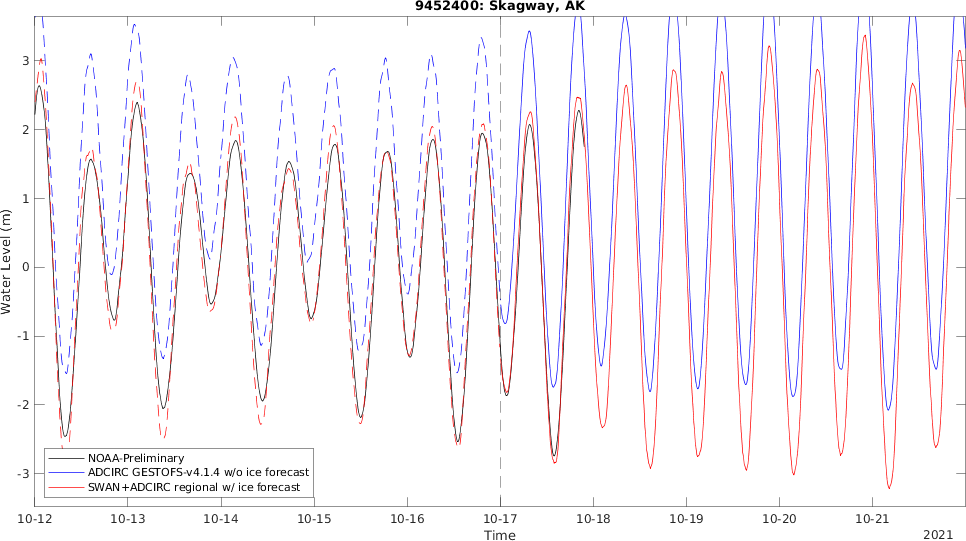 9452400: Skagway, AK
3
2
1
0
-1
-2
-3
Water Level (m)
NOAA-Preliminary
ADCIRC GESTOFS-v4.1.4 w/o ice forecast
SWAN+ADCIRC regional w/ ice forecast
10-12 10-13 10-14 10-15 10-16 10-17 10-18 10-19 10-20 10-21
Time
2021